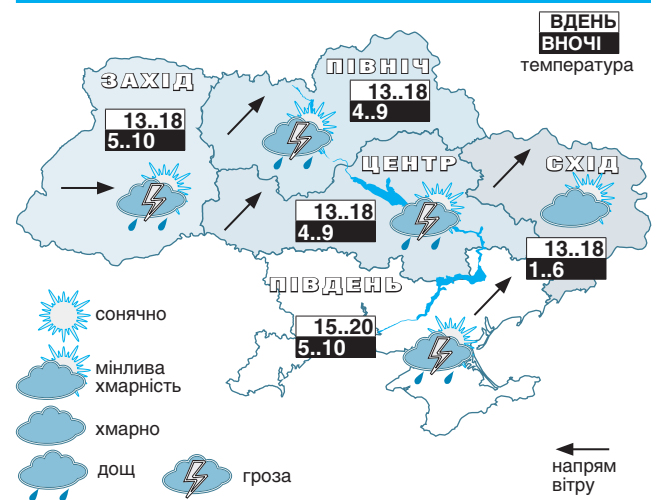 ВДЕНЬ
ВНОЧІ
температура
ПІВНІЧ
13..18
4..9
ЗАХІД
13..18
5..10
ЦЕНТР
13..18
4..9
СХІД
13..18
1..6
ПІВДЕНЬ
15..20
5..10
сонячно
мінлива
хмарність
хмарно
дощ
гроза
напрям
вітру